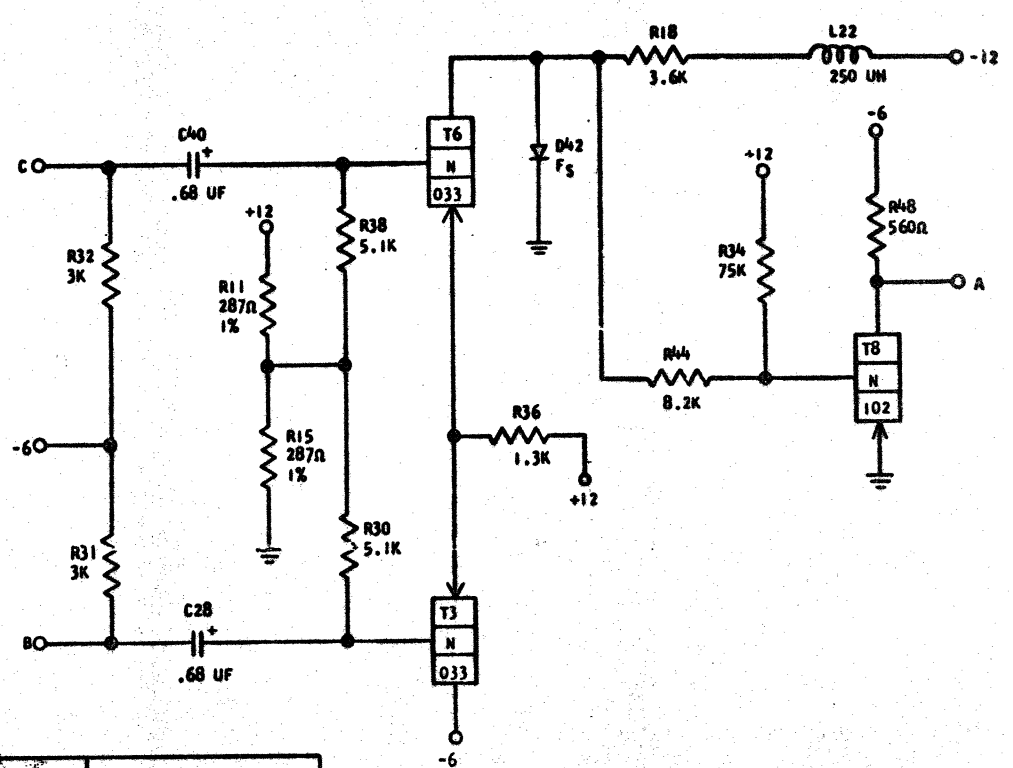 R18
L22
-12
3.6K
250 UH
T6
N
033
D42
FS
-6
C40
+
C
.68 UF
+12
+12
R48
560Ω
R38
5.1K
R32
3K
R34
75K
R11
287Ω
1%
A
T8
N
102
R44
8.2K
R36
1.3K
+12
-6
R15
287Ω
1%
R31
3K
R30
5.1K
C28
+
T3
N
033
B
.68 UF
-6